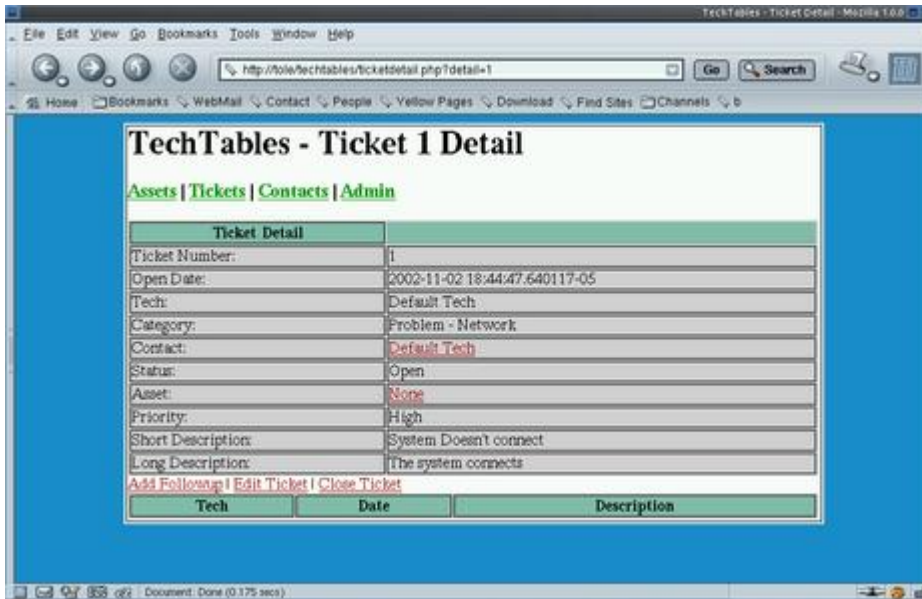 TechTables - Ticket Detail - Mozilla 1.0.0
File Edit View Go Bookmarks Tools Window Help
http://tole/techtables/ticketdetail.php?detail=1 Go Search
Home Bookmarks WebMail Contact People Yellow Pages Download Find Sites Channels b
TechTables - Ticket 1 Detail
Assets | Tickets | Contacts | Admin
Ticket Detail
Ticket Number: 1
Open Date: 2002-11-02 18:44:47.640117-05
Tech: Default Tech
Category: Problem - Network
Contact: Default Tech
Status: Open
Asset: None
Priority: High
Short Description: System Doesn't connect
Long Description: The system connects
Add Followup | Edit Ticket | Close Ticket
Tech Date Description
Document: Done (0.175 secs)